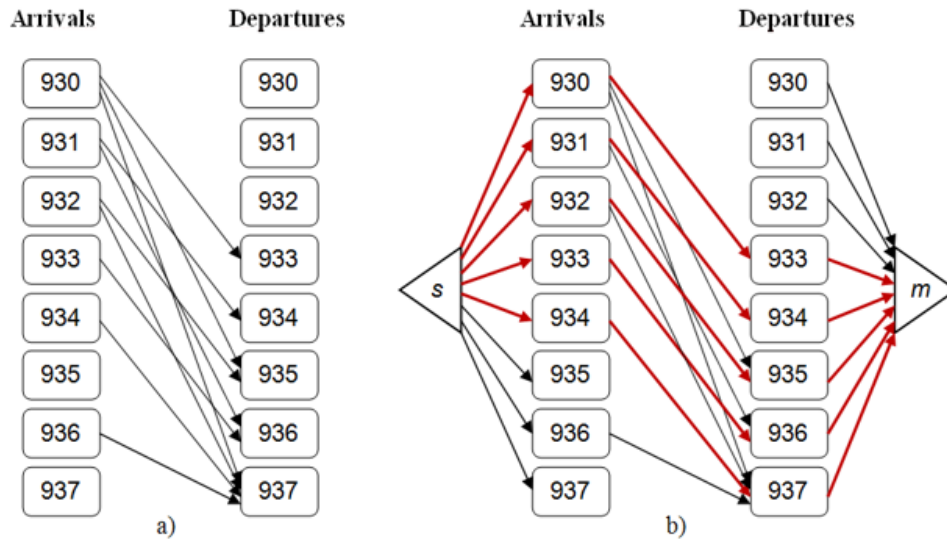 Arrivals Departures Arrivals Departures
930 930 930 930
931 931 931 931
932 932 932 932
933 933 s 933 933 m
934 934 934 934
935 935 935 935
936 936 936 936
937 937 937 937
a) b)